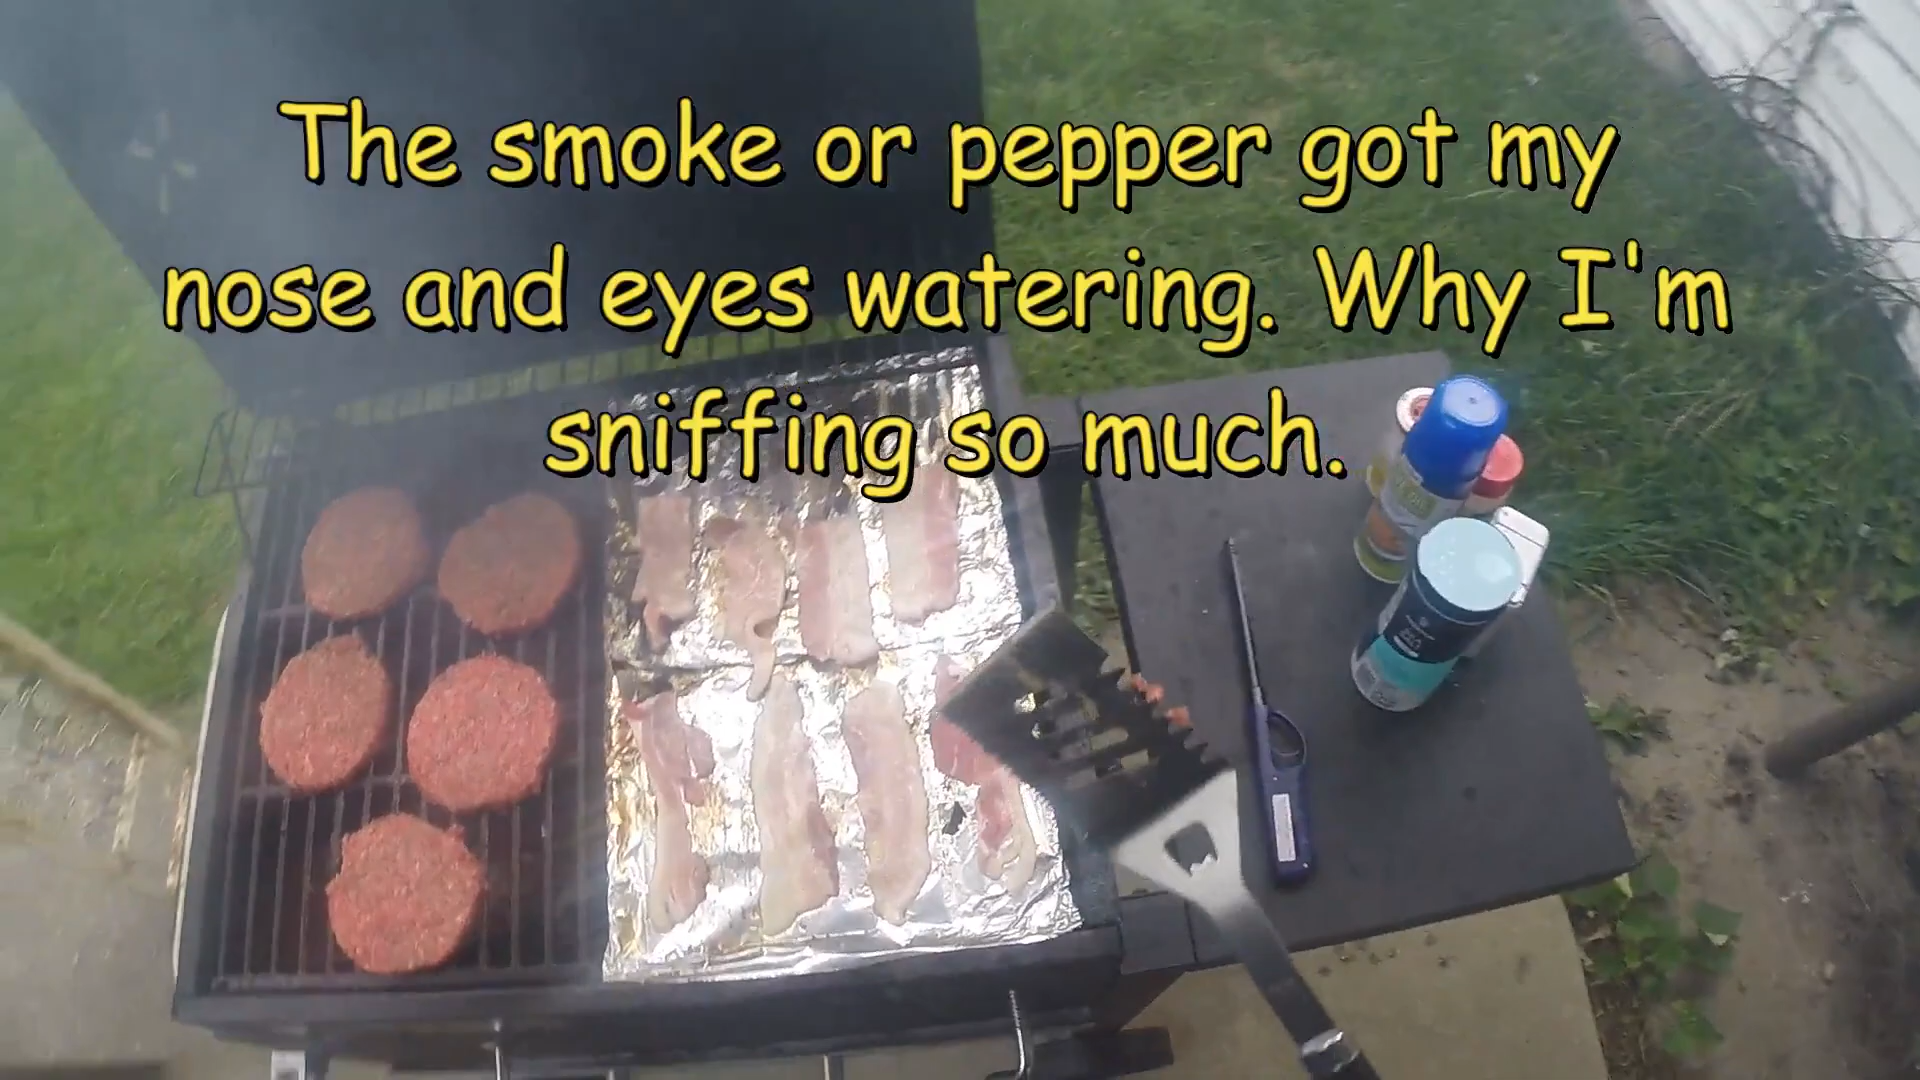 The smoke or pepper got my
nose and eyes watering. Why I'm
sniffing so much.